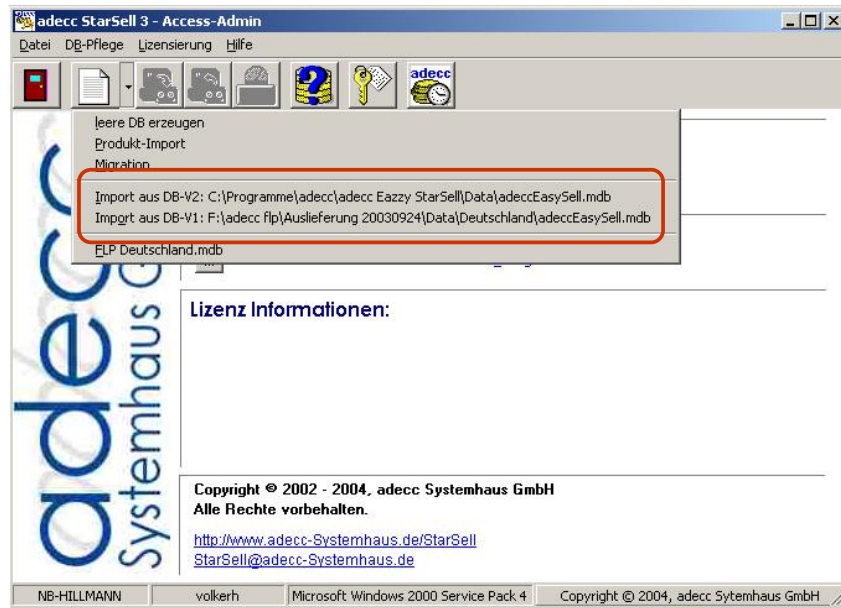 adecc StarSell 3 - Access-Admin
Datei DB-Pflege Lizensierung Hilfe
adecc
leere DB erzeugen
Produkt-Import
Migration
Import aus DB-V2: C:\Programme\adecc\adecc Eazzy StarSell\Data\adeccEasySell.mdb
Import aus DB-V1: F:\adecc flp\Auslieferung 20030924\Data\Deutschland\adeccEasySell.mdb
FLP Deutschland.mdb
...
adecc
Systemhaus G
Lizenz Informationen:
Copyright © 2002 - 2004, adecc Systemhaus GmbH
Alle Rechte vorbehalten.
http://www.adecc-Systemhaus.de/StarSell
StarSell@adecc-Systemhaus.de
NB-HILLMANN volkerh Microsoft Windows 2000 Service Pack 4 Copyright © 2004, adecc Sytemhaus GmbH